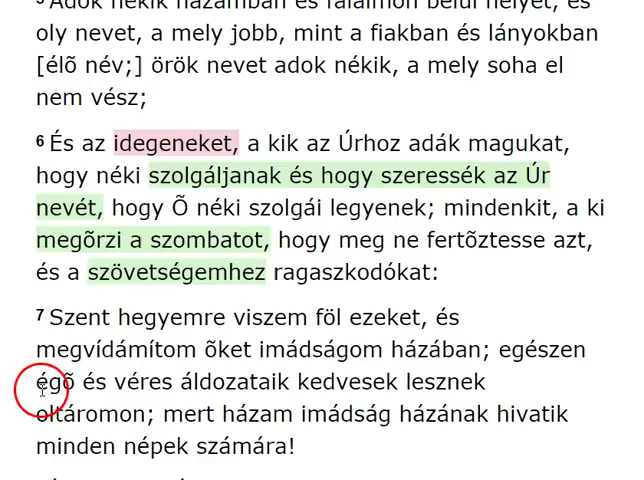 5 Adok nékik házamban és falaimon belül helyet, és
oly nevet, a mely jobb, mint a fiakban és lányokban
[élõ név;] örök nevet adok nékik, a mely soha el
nem vész;
6 És az idegeneket, a kik az Úrhoz adák magukat,
hogy néki szolgáljanak és hogy szeressék az Úr
nevét, hogy Õ néki szolgái legyenek; mindenkit, a ki
megõrzi a szombatot, hogy meg ne fertõztesse azt,
és a szövetségemhez ragaszkodókat:
7 Szent hegyemre viszem föl ezeket, és
megvídámítom õket imádságom házában; egészen
égõ és véres áldozataik kedvesek lesznek
oltáromon; mert házam imádság házának hivatik
minden népek számára!